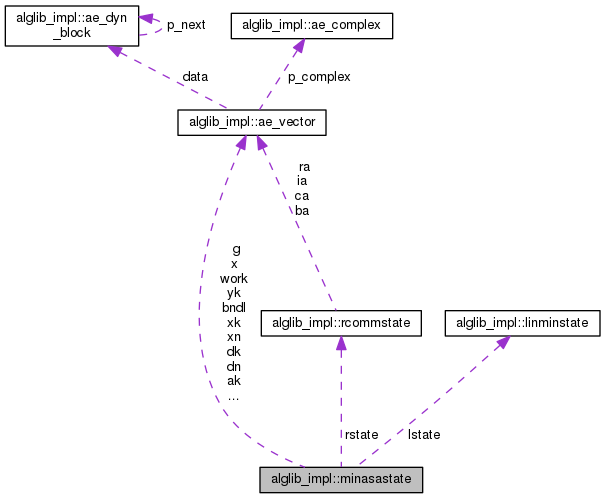 alglib_impl::ae_dyn
_block
p_next
alglib_impl::ae_complex
data
p_complex
alglib_impl::ae_vector
ra
ia
ca
ba
g
x
work
yk
bndl
xk
xn
dk
dn
ak
...
alglib_impl::rcommstate
alglib_impl::linminstate
rstate
lstate
alglib_impl::minasastate